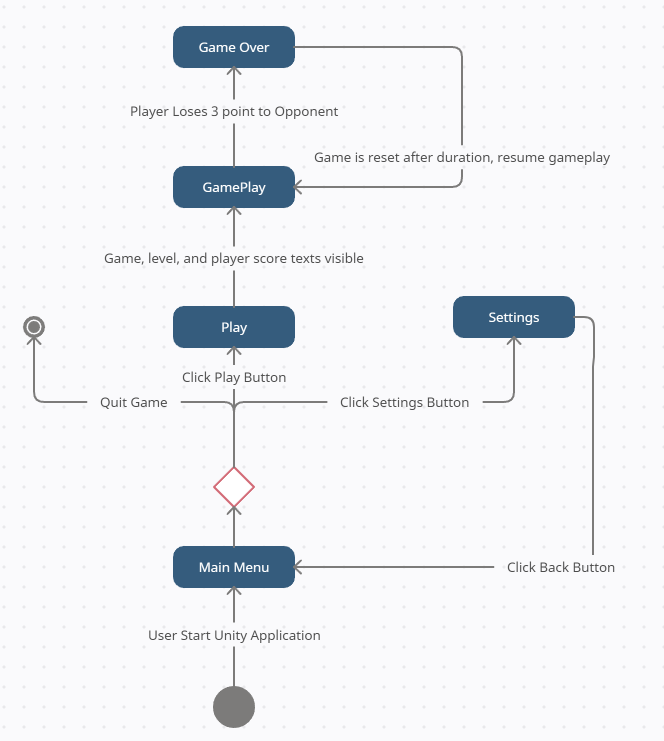 Game Over
Player Loses 3 point to Opponent
Game is reset after duration, resume gameplay
GamePlay
Game, level, and player score texts visible
Play
Settings
Click Play Button
Quit Game
Click Settings Button
Main Menu
Click Back Button
User Start Unity Application